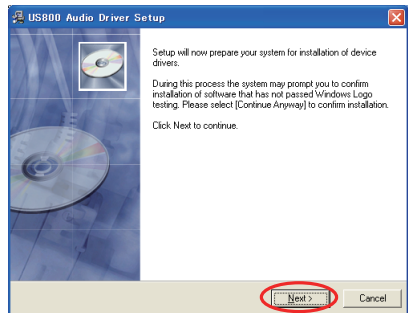 US800 Audio Driver Setup
Setup will now prepare your system for installation of device
drivers.
During this process the system may prompt you to confirm
installation of software that has not passed Windows Logo
testing. Please select [Continue Anyway] to confirm installation.
Click Next to continue.
Next >
Cancel